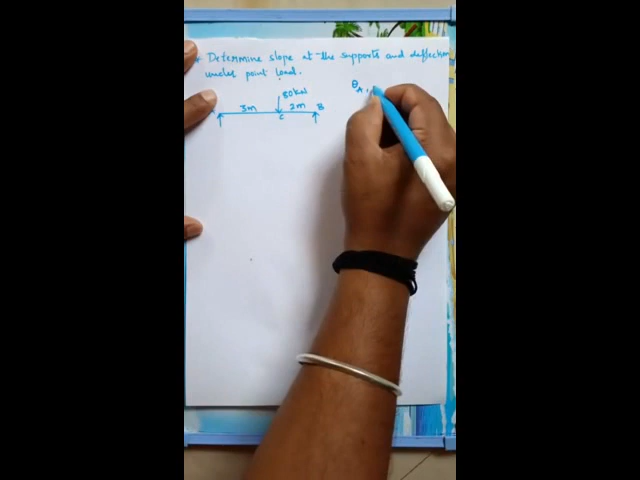 * Determine slope at the supports and deflection
under point load.
80kN
3m 2m B
C
θA,